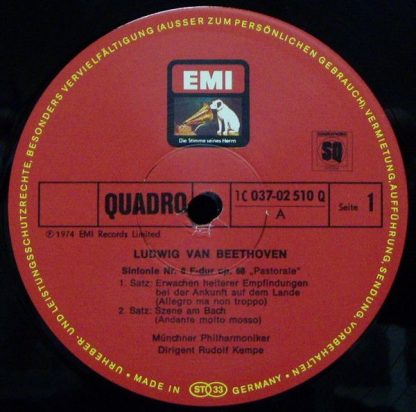 URHEBER- UND LEISTUNGSSCHUTZRECHTE, BESONDERS VERVIELFÄLTIGUNG (AUSSER ZUM PERSÖNLICHEN GEBRAUCH), VERMIETUNG, AUFFÜHRUNG, SENDUNG, VORBEHALTEN
EMI
Die Stimme seines Herrn
SQ
QUADRO
1C 037-02 510 Q
A
Seite 1
℗ 1974 EMI Records Limited
LUDWIG VAN BEETHOVEN
Sinfonie Nr. 6 F-dur op. 68 „Pastorale"
1. Satz: Erwachen heiterer Empfindungen
bei der Ankunft auf dem Lande
(Allegro ma non troppo)
2. Satz: Szene am Bach
(Andante molto mosso)
Münchner Philharmoniker
Dirigent Rudolf Kempe
• MADE IN ST 33 GERMANY •